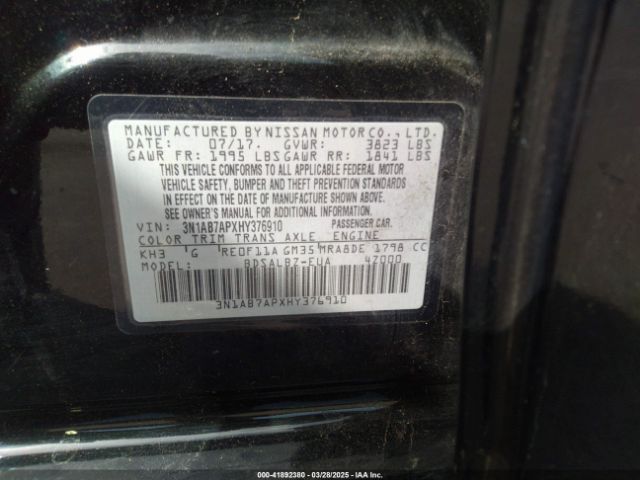 MANUFACTURED BY NISSAN MOTOR CO., LTD.
DATE: 07/17. GVWR: 3823 LBS
GAWR FR: 1995 LBS GAWR RR: 1841 LBS
THIS VEHICLE CONFORMS TO ALL APPLICABLE FEDERAL MOTOR
VEHICLE SAFETY, BUMPER AND THEFT PREVENTION STANDARDS
IN EFFECT ON THE DATE OF MANUFACTURE SHOWN ABOVE.
SEE OWNER'S MANUAL FOR ADDITIONAL INFORMATION
VIN: 3N1AB7APXHY376910 PASSENGER CAR.
COLOR TRIM TRANS AXLE ENGINE
KH3 G RE0F11A GM35 MRA8DE 1798 CC
MODEL: BDSALBZ-EUA 47000
3N1AB7APXHY376910
000-41892380 | 03/28/2025 - IAA Corp.